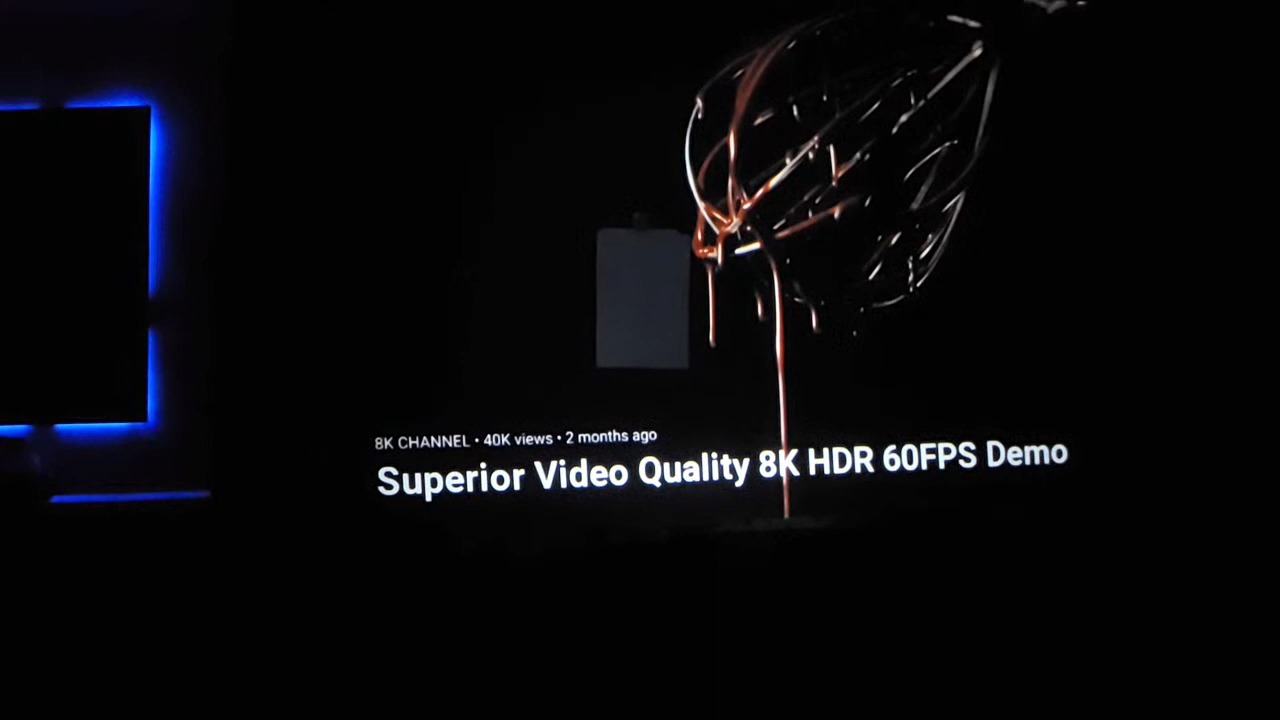 8K CHANNEL • 40K views • 2 months ago
Superior Video Quality 8K HDR 60FPS Demo